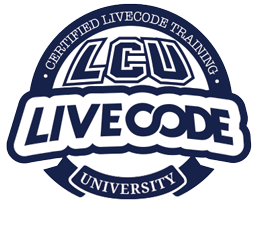 · CERTIFIED LIVECODE TRAINING ·
LCU
LIVECODE
UNIVERSITY